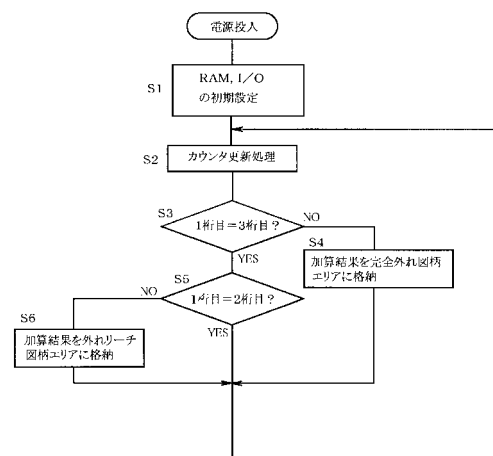 電源投入
S1
RAM, I／O
の初期設定
S2
カウンタ更新処理
S3
1桁目＝3桁目？
NO
YES
S4
加算結果を完全外れ図柄
エリアに格納
S5
1桁目＝2桁目？
NO
YES
S6
加算結果を外れリーチ
図柄エリアに格納